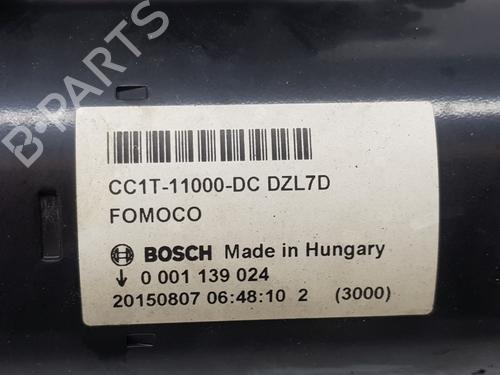 CC1T-11000-DC DZL7D
FOMOCO
BOSCH Made in Hungary
↓ 0 001 139 024
20150807 06:48:10 2 (3000)
B-PARTS